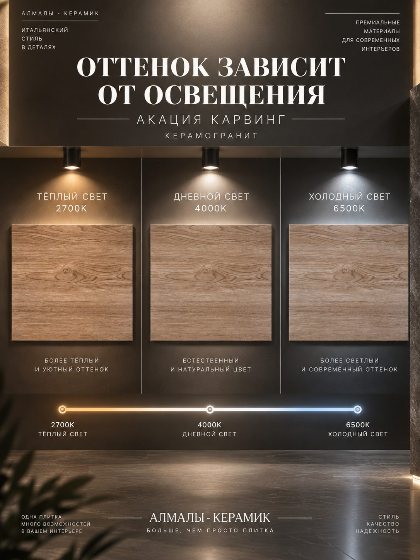 АЛМАЛЫ - КЕРАМИК
ИТАЛЬЯНСКИЙ
СТИЛЬ
В ДЕТАЛЯХ
ПРЕМИАЛЬНЫЕ
МАТЕРИАЛЫ
ДЛЯ СОВРЕМЕННЫХ
ИНТЕРЬЕРОВ
ОТТЕНОК ЗАВИСИТ
ОТ ОСВЕЩЕНИЯ
АКАЦИЯ КАРВИНГ
КЕРАМОГРАНИТ
ТЁПЛЫЙ СВЕТ
2700K
ДНЕВНОЙ СВЕТ
4000K
ХОЛОДНЫЙ СВЕТ
6500K
БОЛЕЕ ТЁПЛЫЙ
И УЮТНЫЙ ОТТЕНОК
ЕСТЕСТВЕННЫЙ
И НАТУРАЛЬНЫЙ ЦВЕТ
БОЛЕЕ СВЕТЛЫЙ
И СОВРЕМЕННЫЙ ОТТЕНОК
2700K
ТЁПЛЫЙ СВЕТ
4000K
ДНЕВНОЙ СВЕТ
6500K
ХОЛОДНЫЙ СВЕТ
ОДНА ПЛИТКА
МНОГО ВОЗМОЖНОСТЕЙ
В ВАШЕМ ИНТЕРЬЕРЕ
АЛМАЛЫ - КЕРАМИК
БОЛЬШЕ, ЧЕМ ПРОСТО ПЛИТКА
СТИЛЬ
КАЧЕСТВО
НАДЁЖНОСТЬ